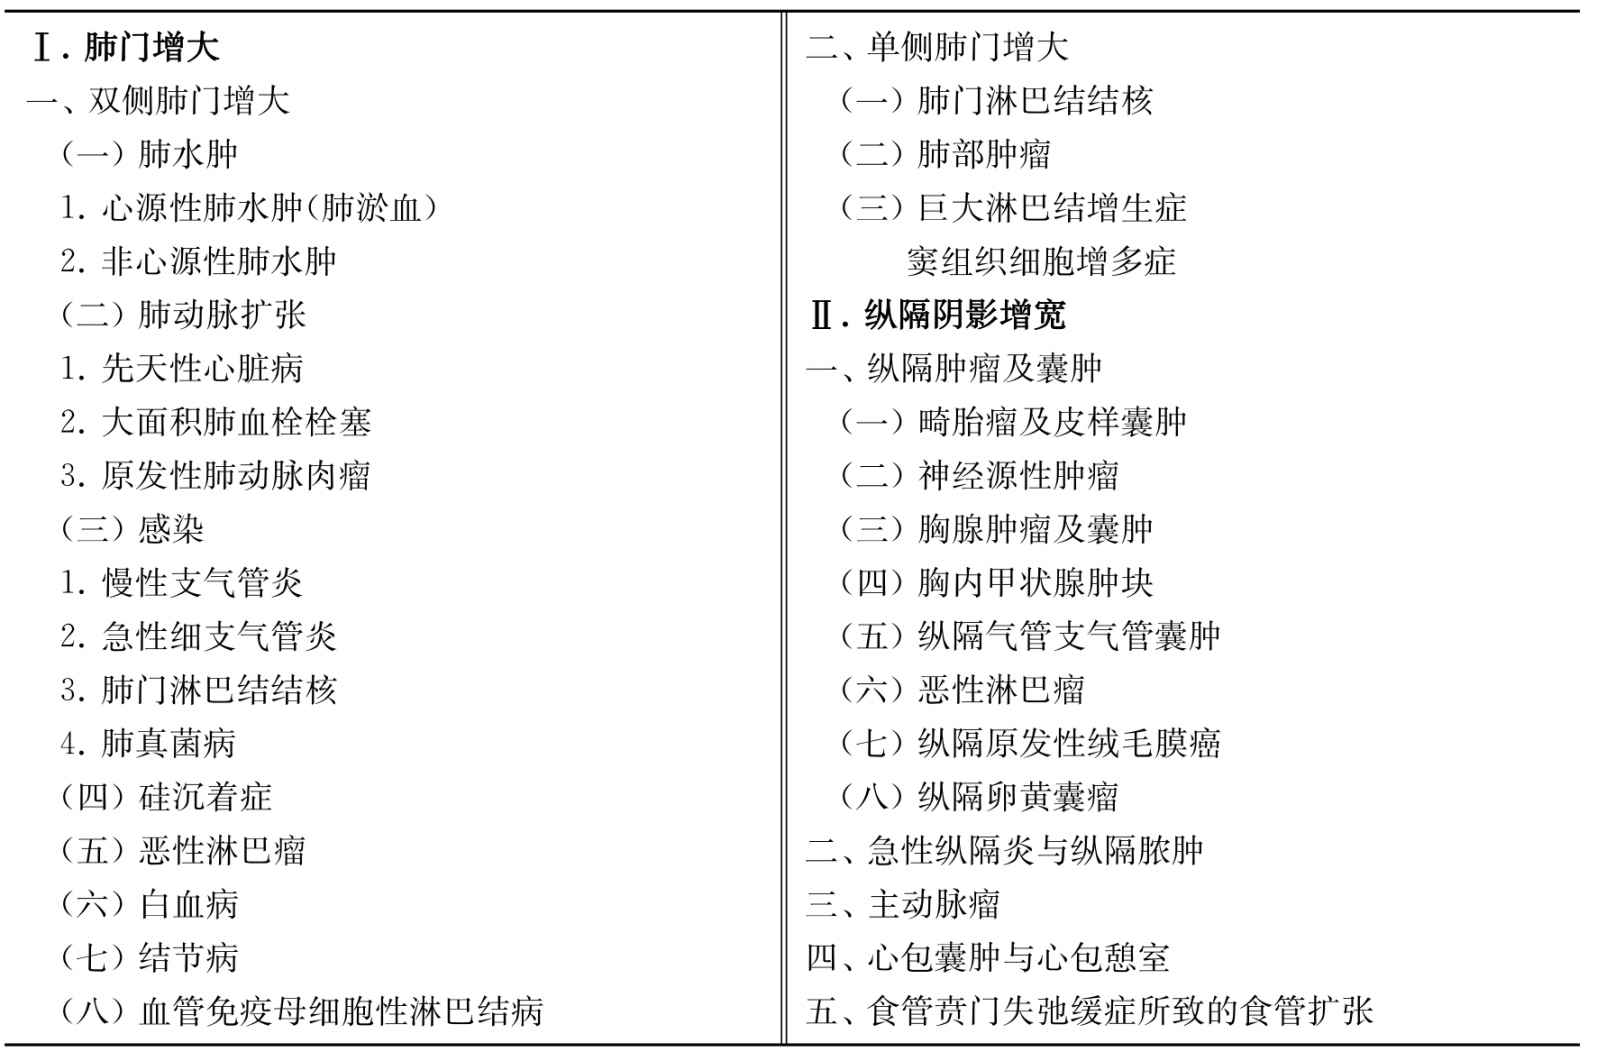 Ⅰ. 肺门增大
一、双侧肺门增大
（一）肺水肿
1. 心源性肺水肿（肺淤血）
2. 非心源性肺水肿
（二）肺动脉扩张
1. 先天性心脏病
2. 大面积肺血栓栓塞
3. 原发性肺动脉肉瘤
（三）感染
1. 慢性支气管炎
2. 急性细支气管炎
3. 肺门淋巴结结核
4. 肺真菌病
（四）硅沉着症
（五）恶性淋巴瘤
（六）白血病
（七）结节病
（八）血管免疫母细胞性淋巴结病
二、单侧肺门增大
（一）肺门淋巴结结核
（二）肺部肿瘤
（三）巨大淋巴结增生症
窦组织细胞增多症
Ⅱ. 纵隔阴影增宽
一、纵隔肿瘤及囊肿
（一）畸胎瘤及皮样囊肿
（二）神经源性肿瘤
（三）胸腺肿瘤及囊肿
（四）胸内甲状腺肿块
（五）纵隔气管支气管囊肿
（六）恶性淋巴瘤
（七）纵隔原发性绒毛膜癌
（八）纵隔卵黄囊瘤
二、急性纵隔炎与纵隔脓肿
三、主动脉瘤
四、心包囊肿与心包憩室
五、食管贲门失弛缓症所致的食管扩张